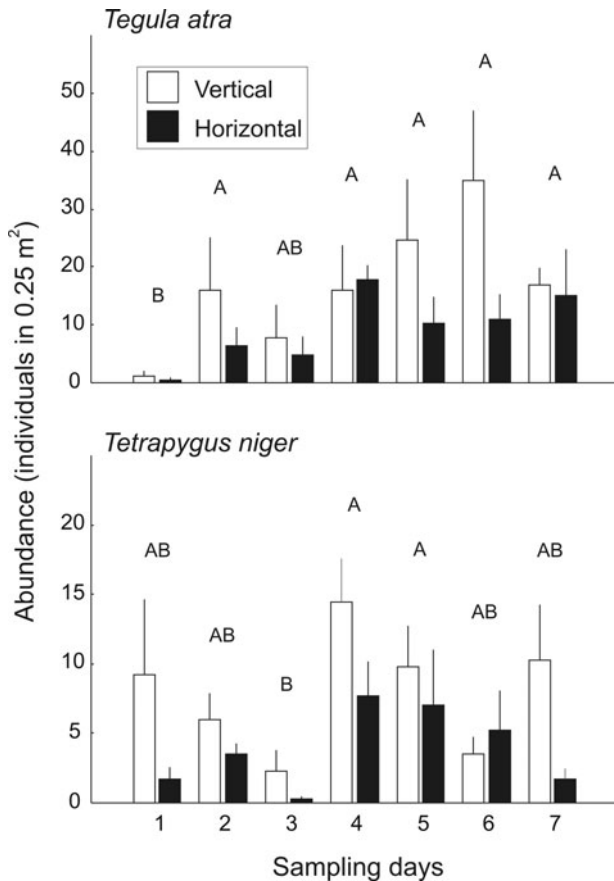 Tegula atra
Vertical
Horizontal
50
40
30
20
10
0
B
A
AB
A
A
A
A
Tetrapygus niger
20
15
10
5
0
AB
AB
B
A
A
AB
AB
1 2 3 4 5 6 7
Sampling days
Abundance (individuals in 0.25 m²)